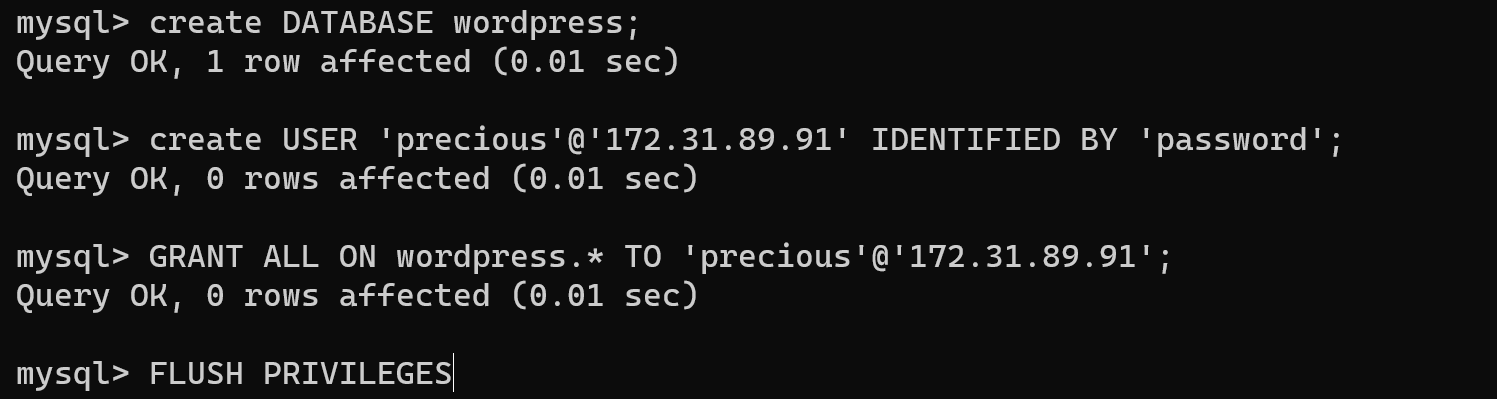 mysql> create DATABASE wordpress;
Query OK, 1 row affected (0.01 sec)
mysql> create USER 'precious'@'172.31.89.91' IDENTIFIED BY 'password';
Query OK, 0 rows affected (0.01 sec)
mysql> GRANT ALL ON wordpress.* TO 'precious'@'172.31.89.91';
Query OK, 0 rows affected (0.01 sec)
mysql> FLUSH PRIVILEGES